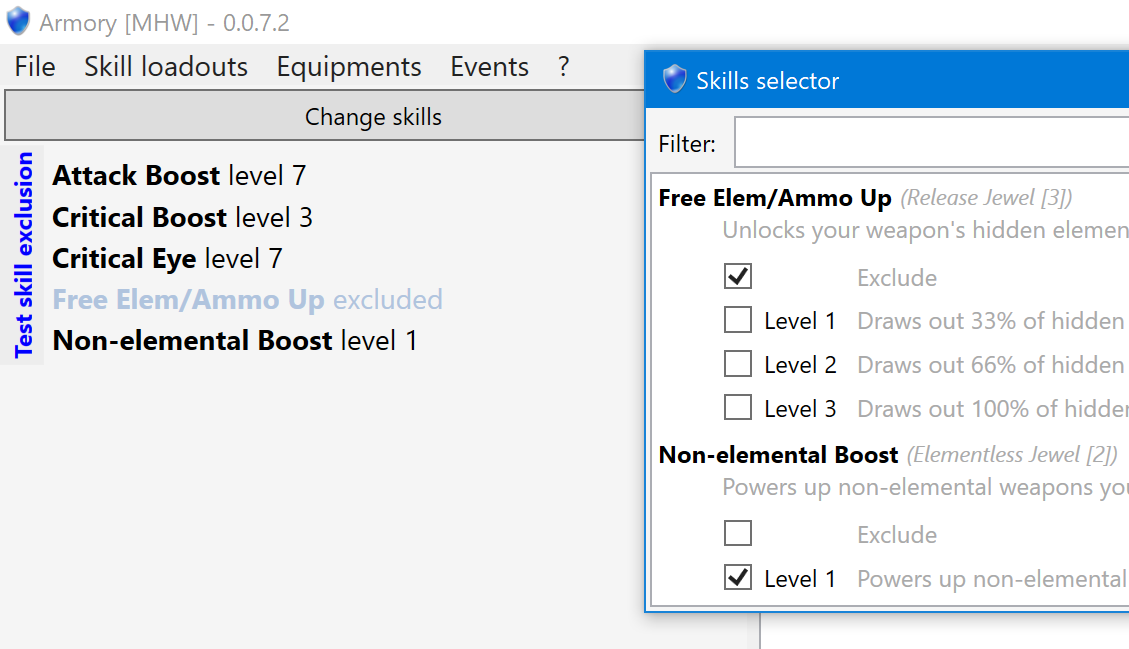 Armory [MHW] - 0.0.7.2
File Skill loadouts Equipments Events ?
Change skills
Test skill exclusion
Attack Boost level 7
Critical Boost level 3
Critical Eye level 7
Free Elem/Ammo Up excluded
Non-elemental Boost level 1
Skills selector
Filter:
Free Elem/Ammo Up (Release Jewel [3])
Unlocks your weapon's hidden elemen
Exclude
Level 1 Draws out 33% of hidden
Level 2 Draws out 66% of hidden
Level 3 Draws out 100% of hidden
Non-elemental Boost (Elementless Jewel [2])
Powers up non-elemental weapons you
Exclude
Level 1 Powers up non-elemental